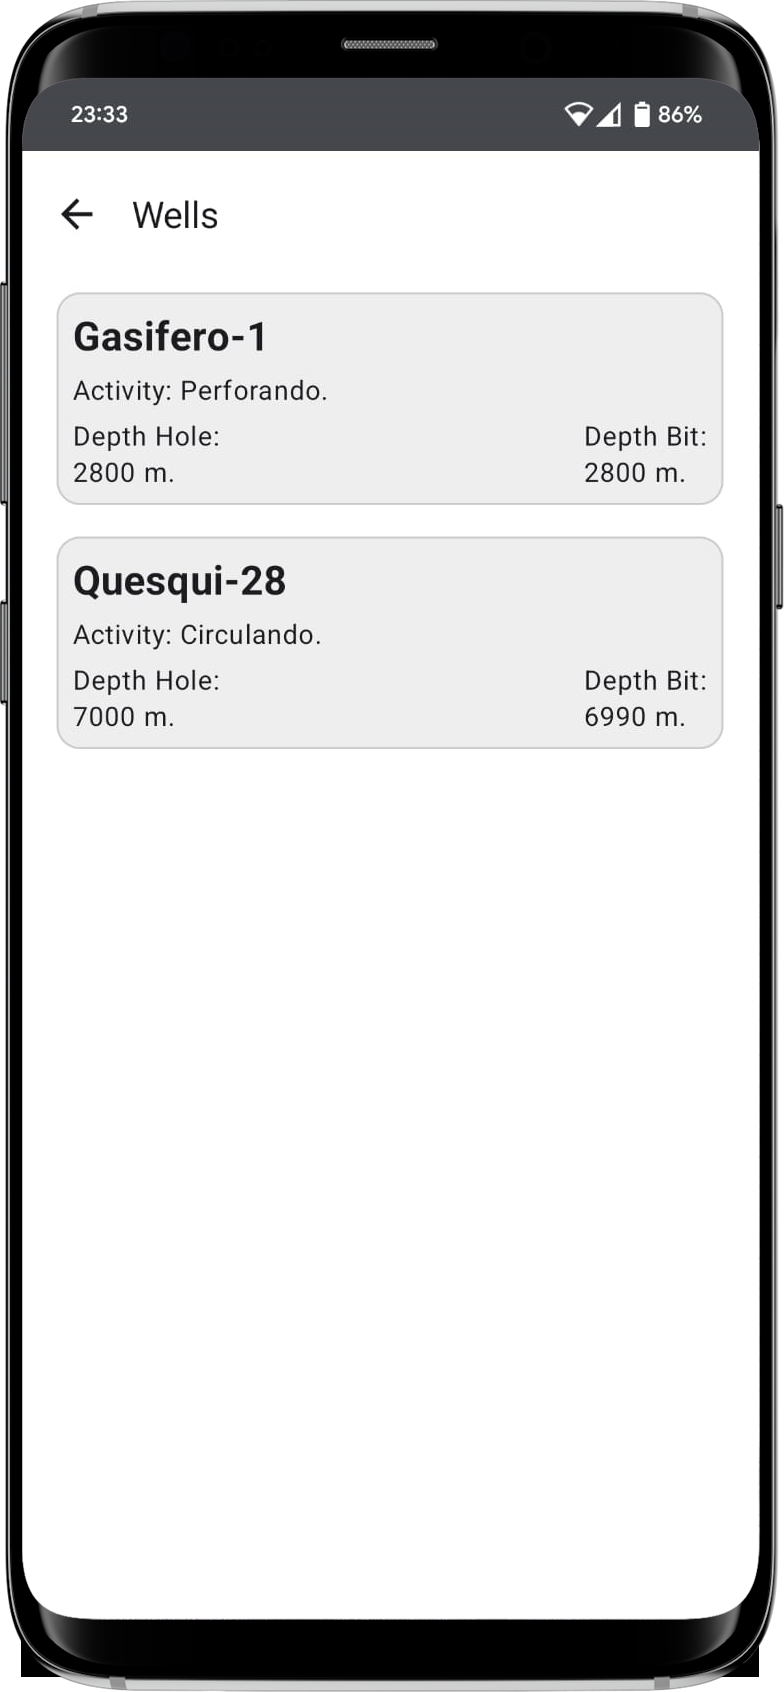 23:33 86%
Wells
Gasifero-1
Activity: Perforando.
Depth Hole: Depth Bit:
2800 m. 2800 m.
Quesqui-28
Activity: Circulando.
Depth Hole: Depth Bit:
7000 m. 6990 m.